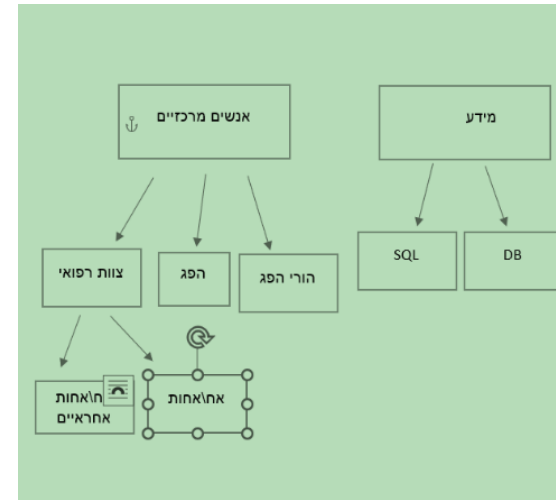 אנשים מרכזיים
מידע
צוות רפואי
הפג
הורי הפג
SQL
DB
ח\אחות
אחראיים
אח\אחות